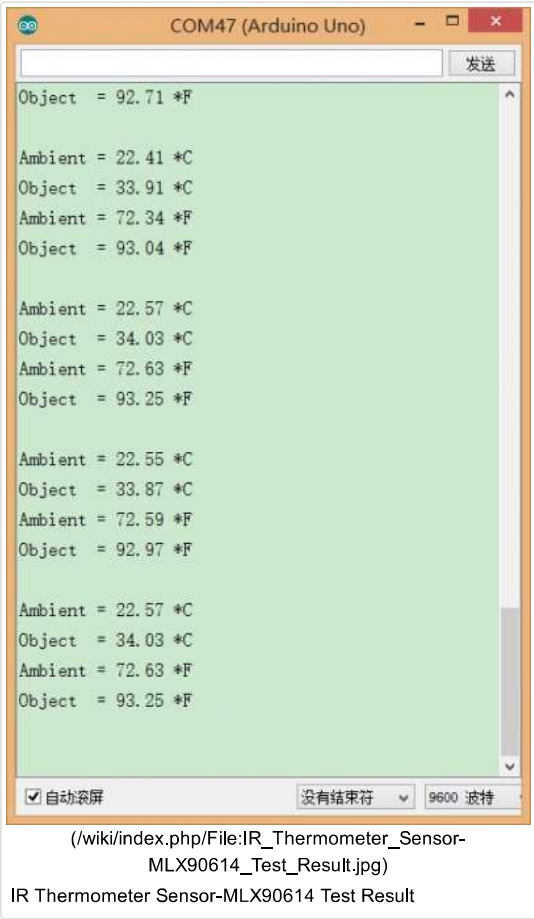 COM47 (Arduino Uno)
发送
Object  = 92.71 *F
Ambient = 22.41 *C
Object  = 33.91 *C
Ambient = 72.34 *F
Object  = 93.04 *F
Ambient = 22.57 *C
Object  = 34.03 *C
Ambient = 72.63 *F
Object  = 93.25 *F
Ambient = 22.55 *C
Object  = 33.87 *C
Ambient = 72.59 *F
Object  = 92.97 *F
Ambient = 22.57 *C
Object  = 34.03 *C
Ambient = 72.63 *F
Object  = 93.25 *F
自动滚屏 没有结束符 9600 波特
(/wiki/index.php/File:IR_Thermometer_Sensor-
MLX90614_Test_Result.jpg)
IR Thermometer Sensor-MLX90614 Test Result